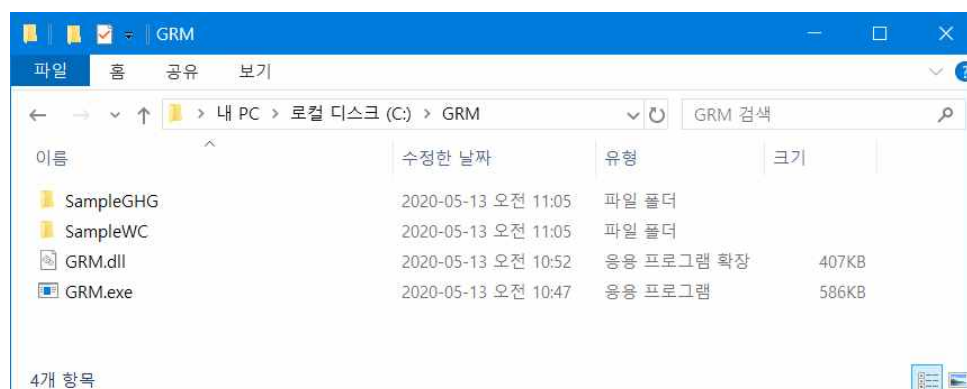 GRM
파일 홈 공유 보기
내 PC > 로컬 디스크 (C:) > GRM GRM 검색
이름 수정한 날짜 유형 크기
SampleGHG 2020-05-13 오전 11:05 파일 폴더
SampleWC 2020-05-13 오전 11:05 파일 폴더
GRM.dll 2020-05-13 오전 10:52 응용 프로그램 확장 407KB
GRM.exe 2020-05-13 오전 10:47 응용 프로그램 586KB
4개 항목